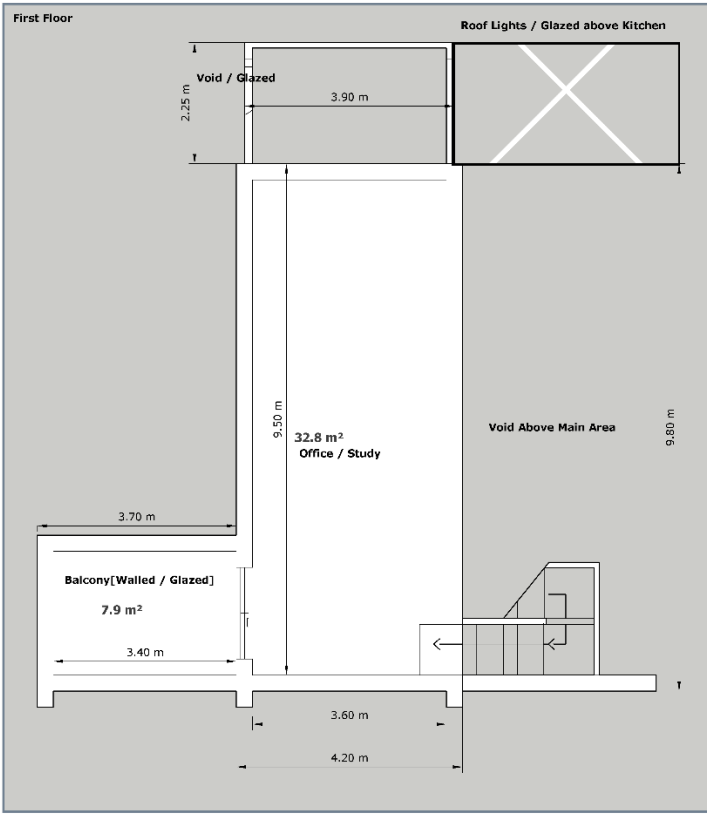 First Floor
Roof Lights / Glazed above Kitchen
Void / Glazed
2.25 m
3.90 m
9.50 m
32.8 m²
Office / Study
Void Above Main Area
9.80 m
3.70 m
Balcony[Walled / Glazed]
7.9 m²
3.40 m
3.60 m
4.20 m